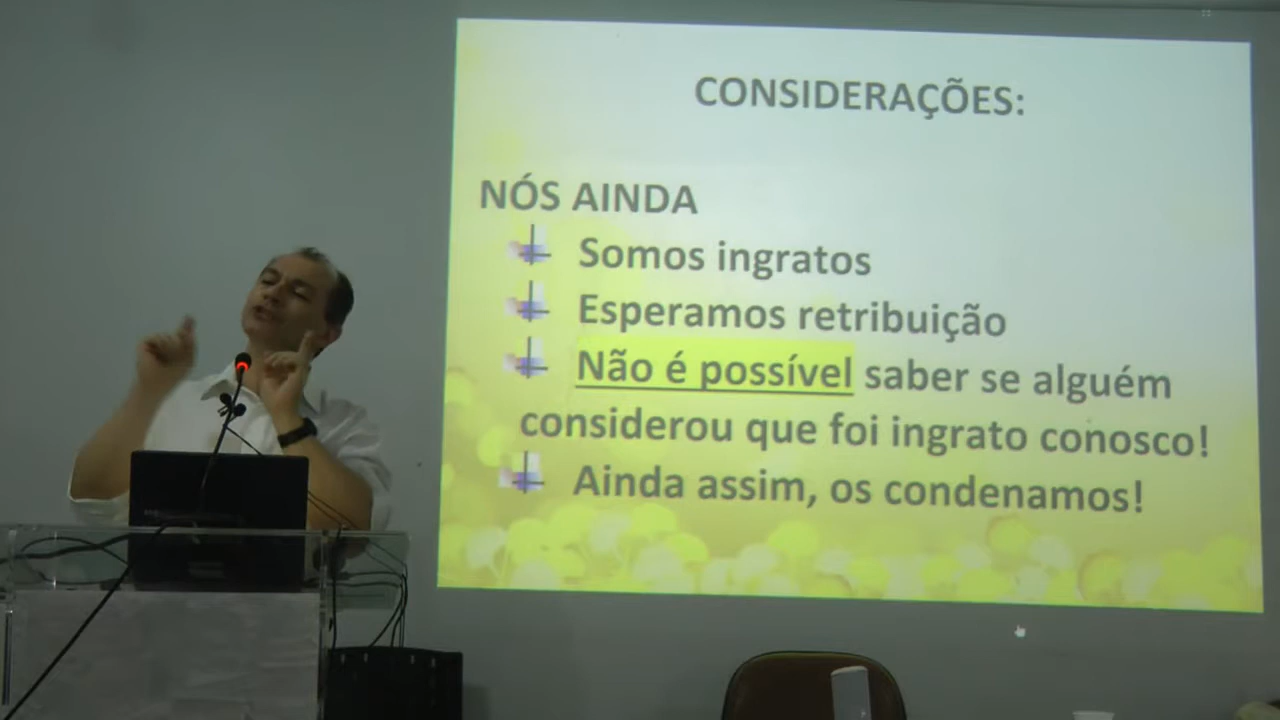 CONSIDERAÇÕES:
NÓS AINDA
Somos ingratos
Esperamos retribuição
Não é possível saber se alguém
considerou que foi ingrato conosco!
Ainda assim, os condenamos!